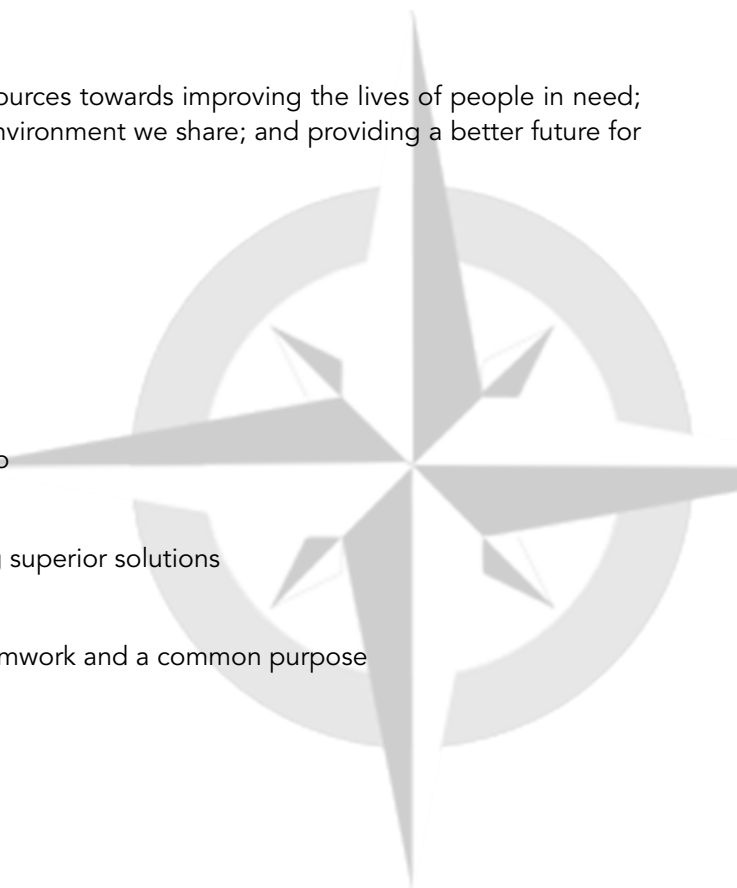 ources towards improving the lives of people in need;
nvironment we share; and providing a better future for
superior solutions
mwork and a common purpose